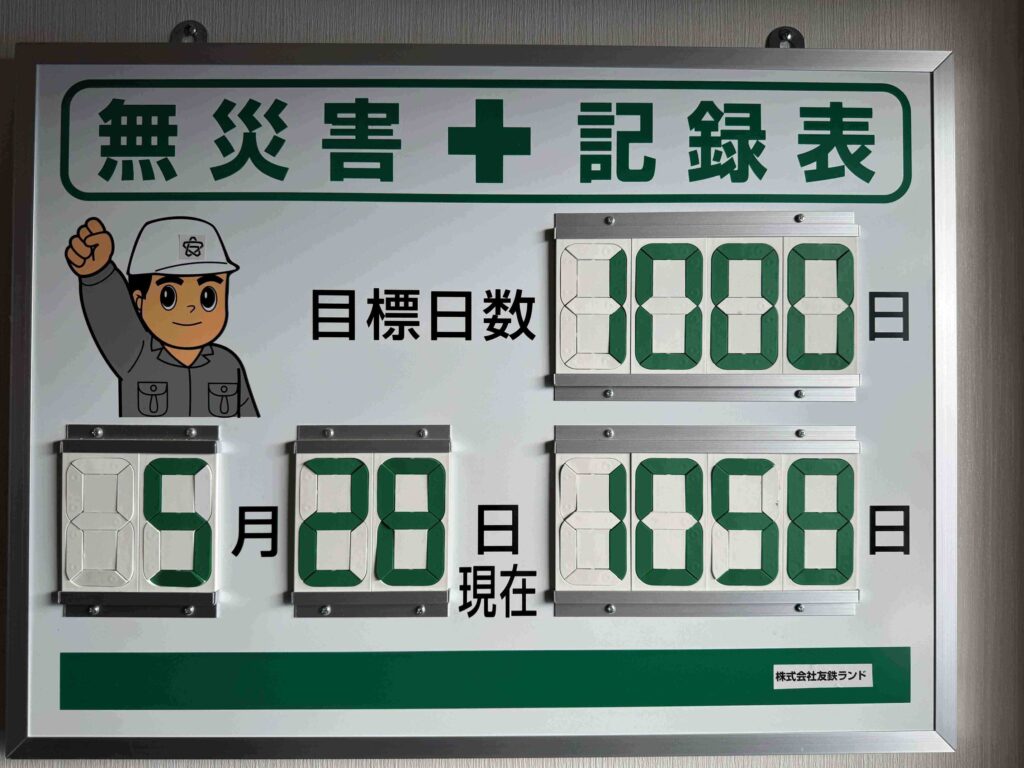 無災害記録表
目標日数 1000 日
5 月 28 日現在 1058 日
株式会社友鉄ランド